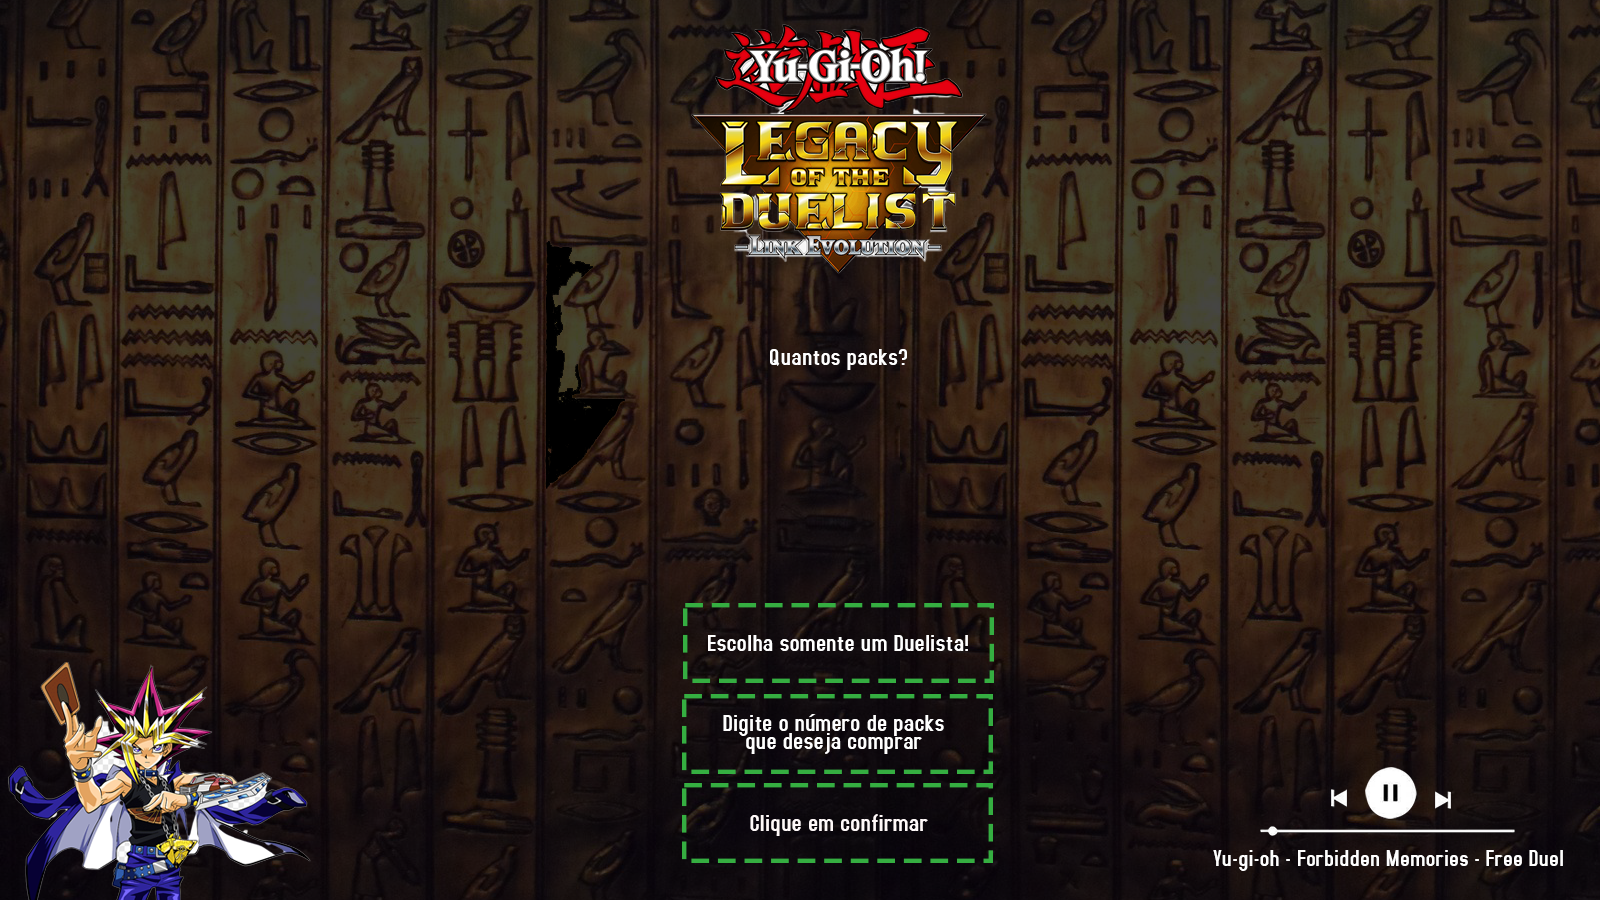 Yu-Gi-Oh!
LEGACY
OF THE
DUELIST
LINK EVOLUTION
Quantos packs?
Escolha somente um Duelista!
Digite o número de packs
que deseja comprar
Clique em confirmar
Yu-gi-oh - Forbidden Memories - Free Duel